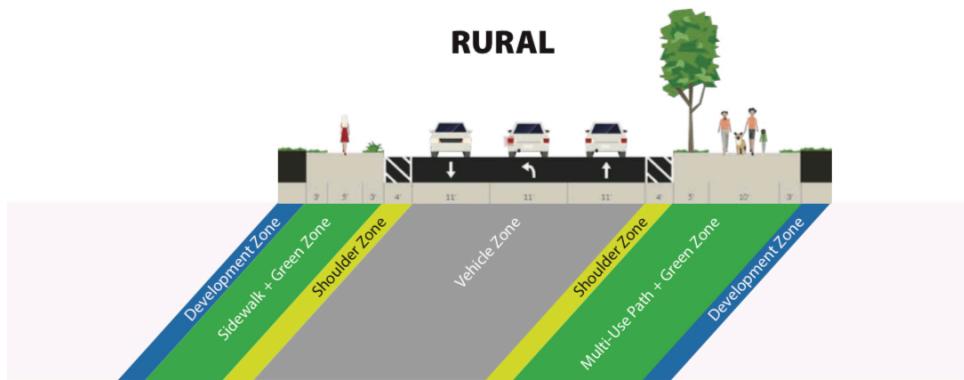 RURAL
3' 5' 3' 4' 11' 11' 11' 4' 5' 10' 3'
Development Zone
Sidewalk + Green Zone
Shoulder Zone
Vehicle Zone
Shoulder Zone
Multi-Use Path + Green Zone
Development Zone